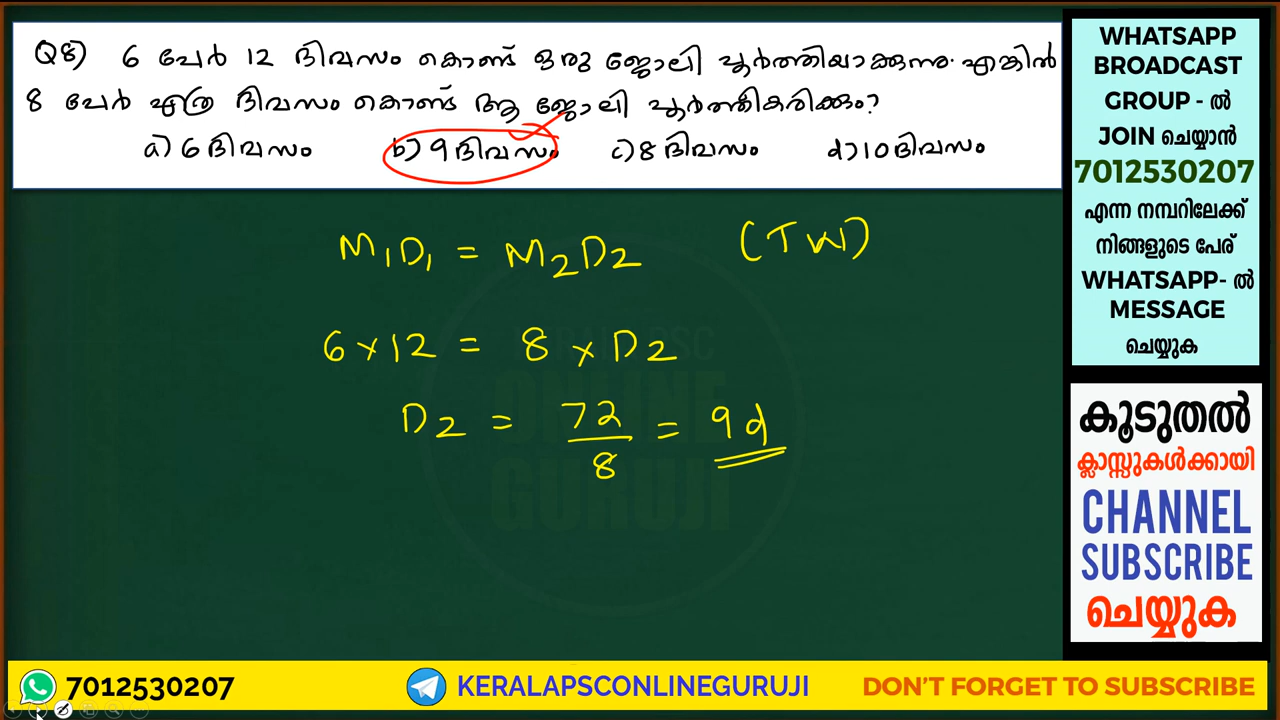 Q8) 6 പേർ 12 ദിവസം കൊണ്ട് ഒരു ജോലി പൂർത്തിയാക്കുന്നു. എങ്കിൽ
8 പേർ എത്ര ദിവസം കൊണ്ട് ആ ജോലി പൂർത്തീകരിക്കും?
a) 6 ദിവസം b) 9 ദിവസം c) 8 ദിവസം d) 10 ദിവസം
M₁D₁ = M₂D₂ (TW)
6 × 12 = 8 × D2
D2 = 72/8 = 9d
ONLINE
GURUJI
WHATSAPP
BROADCAST
GROUP - ൽ
JOIN ചെയ്യാൻ
7012530207
എന്ന നമ്പറിലേക്ക്
നിങ്ങളുടെ പേര്
WHATSAPP- ൽ
MESSAGE
ചെയ്യുക
കൂടുതൽ
ക്ലാസ്സുകൾക്കായി
CHANNEL
SUBSCRIBE
ചെയ്യുക
7012530207 KERALAPSCONLINEGURUJI DON'T FORGET TO SUBSCRIBE